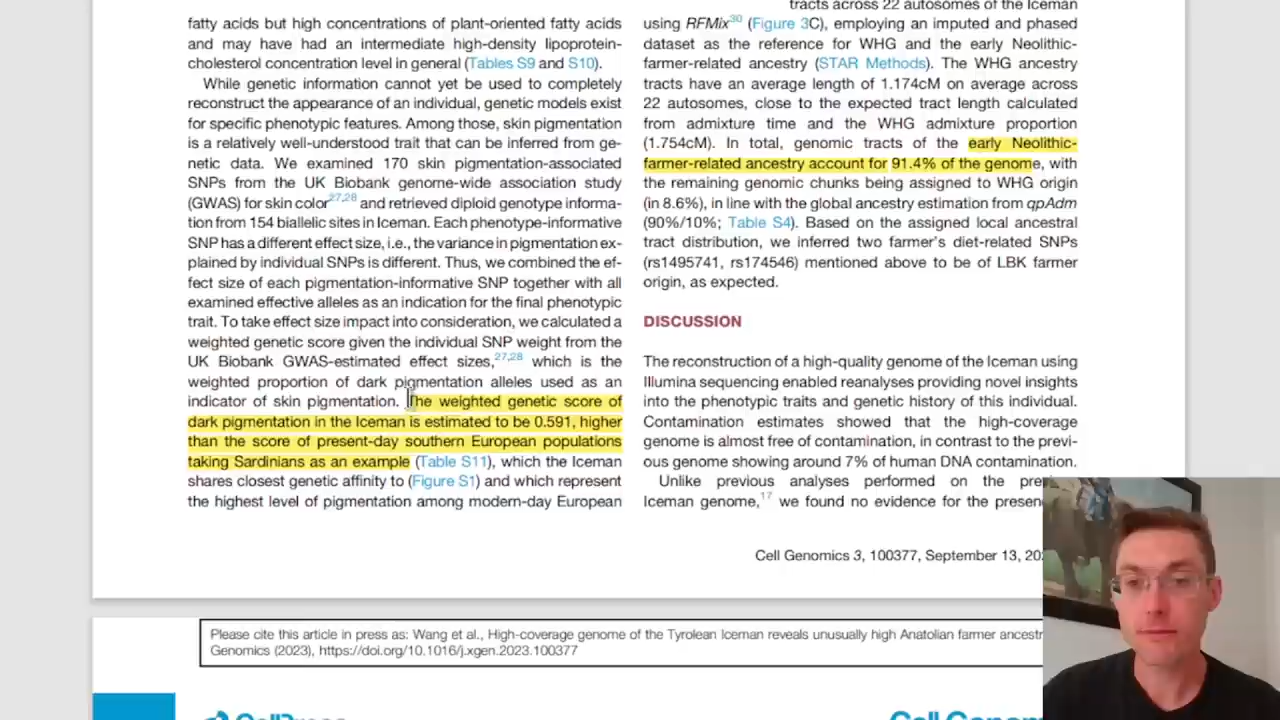 fatty acids but high concentrations of plant-oriented fatty acids
and may have had an intermediate high-density lipoprotein-
cholesterol concentration level in general (Tables S9 and S10).
While genetic information cannot yet be used to completely
reconstruct the appearance of an individual, genetic models exist
for specific phenotypic features. Among those, skin pigmentation
is a relatively well-understood trait that can be inferred from ge-
netic data. We examined 170 skin pigmentation-associated
SNPs from the UK Biobank genome-wide association study
(GWAS) for skin color27,28 and retrieved diploid genotype informa-
tion from 154 biallelic sites in Iceman. Each phenotype-informative
SNP has a different effect size, i.e., the variance in pigmentation ex-
plained by individual SNPs is different. Thus, we combined the ef-
fect size of each pigmentation-informative SNP together with all
examined effective alleles as an indication for the final phenotypic
trait. To take effect size impact into consideration, we calculated a
weighted genetic score given the individual SNP weight from the
UK Biobank GWAS-estimated effect sizes,27,28 which is the
weighted proportion of dark pigmentation alleles used as an
indicator of skin pigmentation. The weighted genetic score of
dark pigmentation in the Iceman is estimated to be 0.591, higher
than the score of present-day southern European populations
taking Sardinians as an example (Table S11), which the Iceman
shares closest genetic affinity to (Figure S1) and which represent
the highest level of pigmentation among modern-day European
tracts across 22 autosomes of the Iceman
using RFMix30 (Figure 3C), employing an imputed and phased
dataset as the reference for WHG and the early Neolithic-
farmer-related ancestry (STAR Methods). The WHG ancestry
tracts have an average length of 1.174cM on average across
22 autosomes, close to the expected tract length calculated
from admixture time and the WHG admixture proportion
(1.754cM). In total, genomic tracts of the early Neolithic-
farmer-related ancestry account for 91.4% of the genome, with
the remaining genomic chunks being assigned to WHG origin
(in 8.6%), in line with the global ancestry estimation from qpAdm
(90%/10%; Table S4). Based on the assigned local ancestral
tract distribution, we inferred two farmer's diet-related SNPs
(rs1495741, rs174546) mentioned above to be of LBK farmer
origin, as expected.
DISCUSSION
The reconstruction of a high-quality genome of the Iceman using
Illumina sequencing enabled reanalyses providing novel insights
into the phenotypic traits and genetic history of this individual.
Contamination estimates showed that the high-coverage
genome is almost free of contamination, in contrast to the previ-
ous genome showing around 7% of human DNA contamination.
Unlike previous analyses performed on the
Iceman genome,17 we found no evidence for the
Cell Genomics 3, 100377, September 13,
Please cite this article in press as: Wang et al., High-coverage genome of the Tyrolean Iceman reveals unusually high Anatolian farmer
Genomics (2023), https://doi.org/10.1016/j.xgen.2023.100377